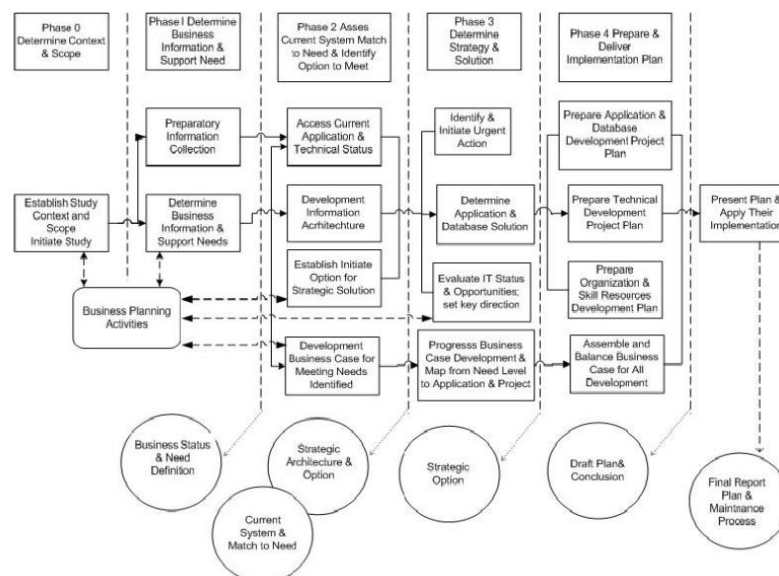 Phase 0
Determine Context
& Scope
Phase I Determine
Business
Information &
Support Need
Phase 2 Asses
Current System Match
to Need & Identify
Option to Meet
Phase 3
Determine
Strategy &
Solution
Phase 4 Prepare &
Deliver
Implementation Plan
Preparatory
Information
Collection
Access Current
Application &
Technical Status
Identify &
Initiate Urgent
Action
Prepare Application &
Database
Development Project
Plan
Establish Study
Context and
Scope
Initiate Study
Determine
Business
Information &
Support Needs
Development
Information
Acrhitechture
Determine
Application &
Database Solution
Prepare Technical
Development
Project Plan
Present Plan &
Apply Their
Implementation
Business Planning
Activities
Establish Initiate
Option for
Strategic Solution
Evaluate IT Status
& Opportunities;
set key direction
Prepare
Organization &
Skill Resources
Development Plan
Development
Business Case for
Meeting Needs
Identified
Progresss Business
Case Development &
Map from Need Level
to Application & Project
Assemble and
Balance Business
Case for All
Development
Business Status
& Need
Definition
Strategic
Architecture &
Option
Current
System &
Match to Need
Strategic
Option
Draft Plan&
Conclusion
Final Report
Plan &
Maintnance
Process